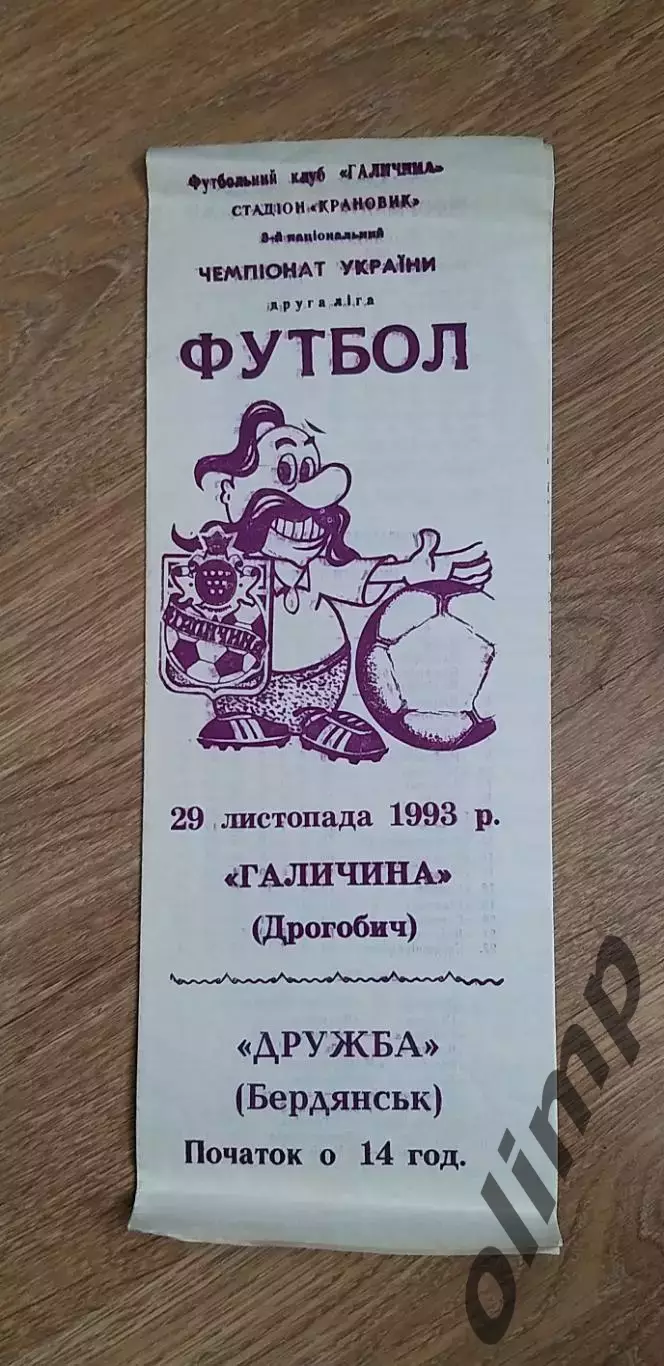 Футбольний клуб «ГАЛИЧИНА»
СТАДІОН «КРАНОВИК»
3-й національний
ЧЕМПІОНАТ УКРАЇНИ
друга ліга
ФУТБОЛ
ГАЛИЧИНА
29 листопада 1993 р.
«ГАЛИЧИНА»
(Дрогобич)
«ДРУЖБА»
(Бердянськ)
Початок о 14 год.
olimp